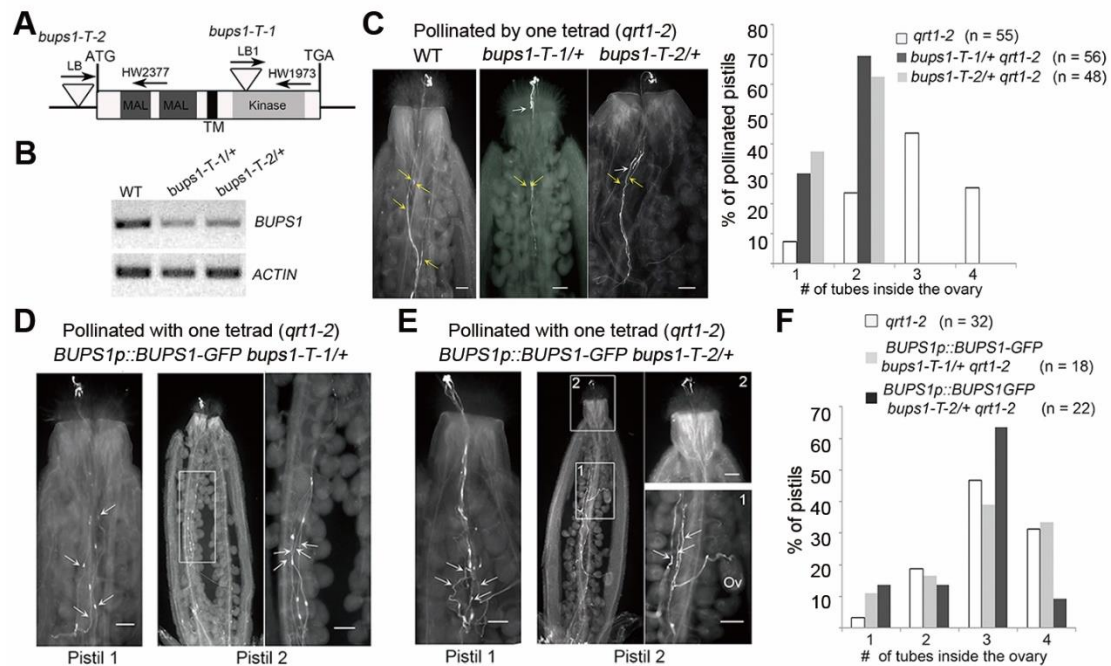 A
bups1-T-2
bups1-T-1
ATG
TGA
LB
HW2377
LB1
HW1973
MAL
MAL
Kinase
TM
B
WT
bups1-T-1/+
bups1-T-2/+
BUPS1
ACTIN
C
Pollinated by one tetrad (qrt1-2)
WT
bups1-T-1/+
bups1-T-2/+
% of pollinated pistils
80
70
60
50
40
30
20
10
1
2
3
4
# of tubes inside the ovary
qrt1-2 (n = 55)
bups1-T-1/+ qrt1-2 (n = 56)
bups1-T-2/+ qrt1-2 (n = 48)
D
Pollinated with one tetrad (qrt1-2)
BUPS1p::BUPS1-GFP bups1-T-1/+
Pistil 1
Pistil 2
E
Pollinated with one tetrad (qrt1-2)
BUPS1p::BUPS1-GFP bups1-T-2/+
2
1
2
1
Ov
Pistil 1
Pistil 2
F
qrt1-2 (n = 32)
BUPS1p::BUPS1-GFP
bups1-T-1/+ qrt1-2 (n = 18)
BUPS1p::BUPS1GFP
bups1-T-2/+ qrt1-2 (n = 22)
% of pistils
70
60
50
40
30
20
10
1
2
3
4
# of tubes inside the ovary